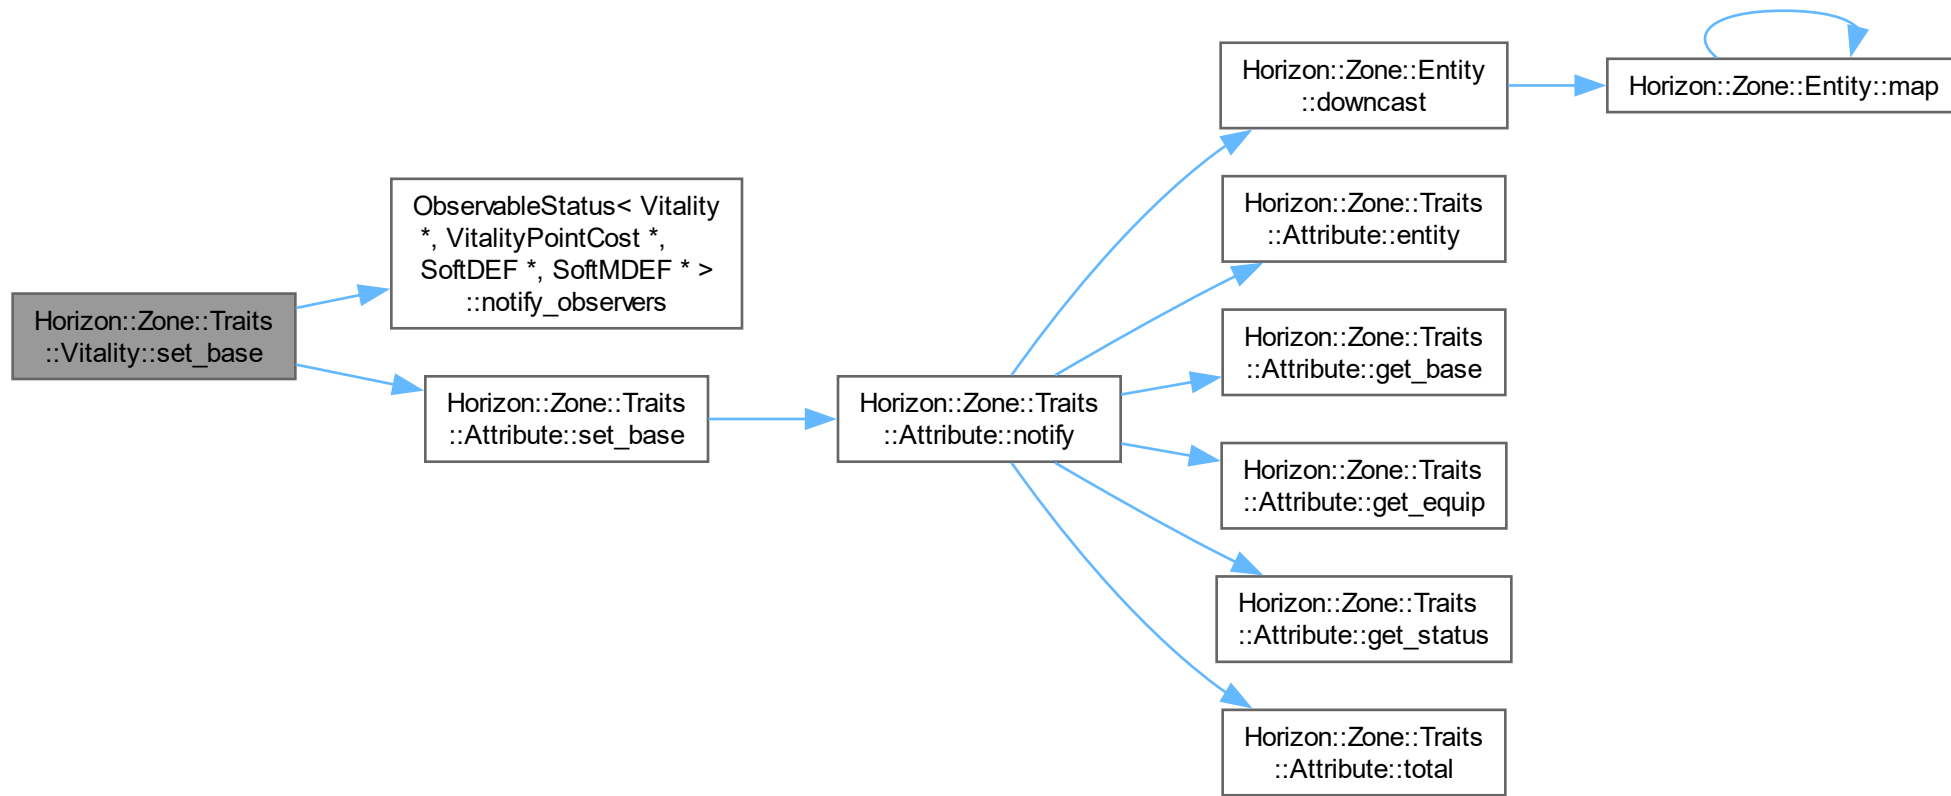 Horizon::Zone::Traits
::Vitality::set_base
ObservableStatus< Vitality
*, VitalityPointCost *,
SoftDEF *, SoftMDEF * >
::notify_observers
Horizon::Zone::Traits
::Attribute::set_base
Horizon::Zone::Traits
::Attribute::notify
Horizon::Zone::Entity
::downcast
Horizon::Zone::Entity::map
Horizon::Zone::Traits
::Attribute::entity
Horizon::Zone::Traits
::Attribute::get_base
Horizon::Zone::Traits
::Attribute::get_equip
Horizon::Zone::Traits
::Attribute::get_status
Horizon::Zone::Traits
::Attribute::total